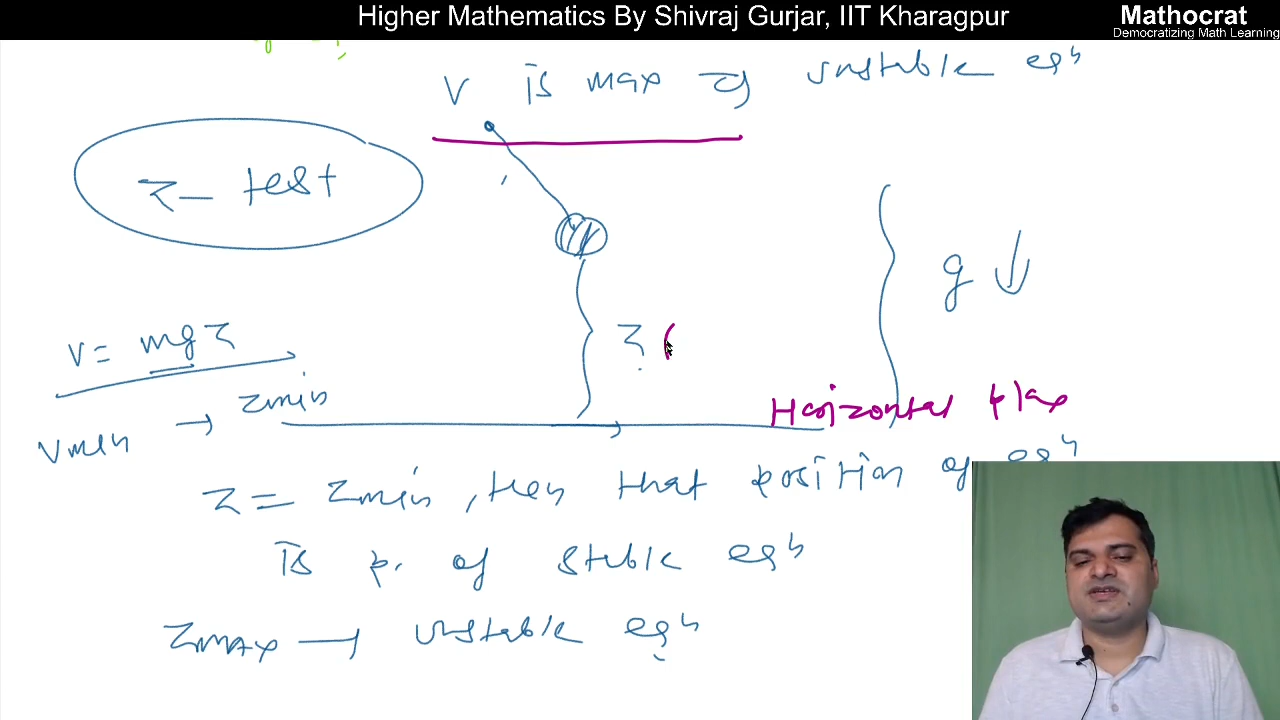 Higher Mathematics By Shivraj Gurjar, IIT Kharagpur
Mathocrat
Democratizing Math Learning
V is max unstable eqn
z- test
g ↓
V = mgz
z (
Vmin → zmin
Horizontal
z = zmin, then that position of eqn
is p. of stable eqn
zmax → unstable eqn